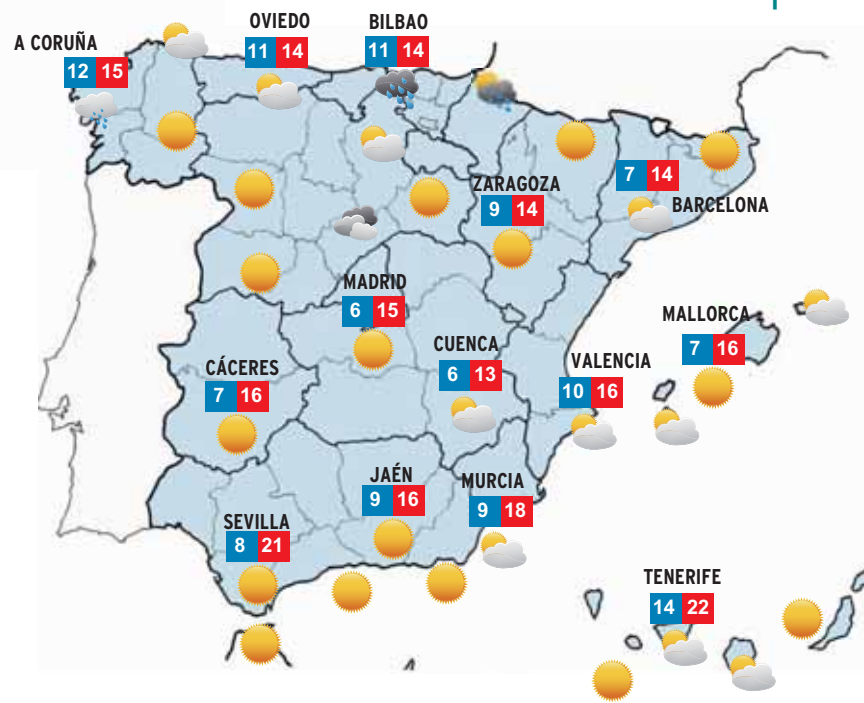 OVIEDO
11 14
BILBAO
11 14
A CORUÑA
12 15
ZARAGOZA
9 14
7 14
BARCELONA
MADRID
6 15
MALLORCA
7 16
CUENCA
6 13
VALENCIA
10 16
CÁCERES
7 16
JAÉN
9 16
MURCIA
9 18
SEVILLA
8 21
TENERIFE
14 22